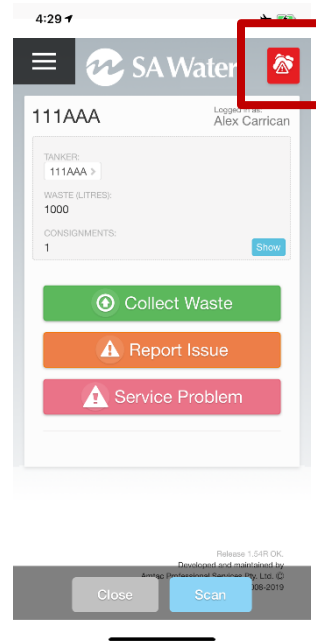 4:29
SA Water
111AAA
Logged in as:
Alex Carrican
TANKER:
111AAA >
WASTE (LITRES):
1000
CONSIGNMENTS:
1
Show
Collect Waste
Report Issue
Service Problem
Release 1.54R OK.
Developed and maintained by
Amtac Professional Services Pty. Ltd. ©
008-2019
Close
Scan